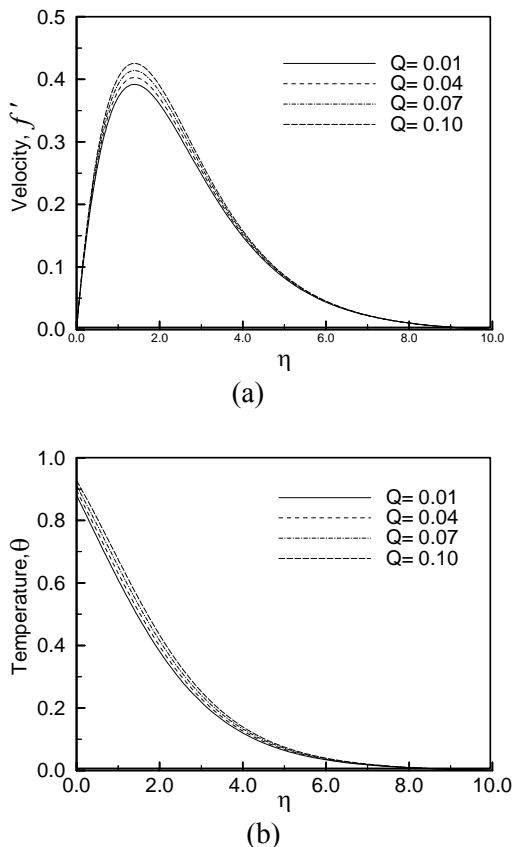 0.5
0.4
0.3
0.2
0.1
0.0
Velocity, f ′
Q = 0.01
Q = 0.04
Q = 0.07
Q = 0.10
0.0 2.0 4.0 6.0 8.0 10.0
η
(a)
1.0
0.8
0.6
0.4
0.2
0.0
Temperature,θ
Q= 0.01
Q= 0.04
Q= 0.07
Q= 0.10
0.0 2.0 4.0 6.0 8.0 10.0
η
(b)